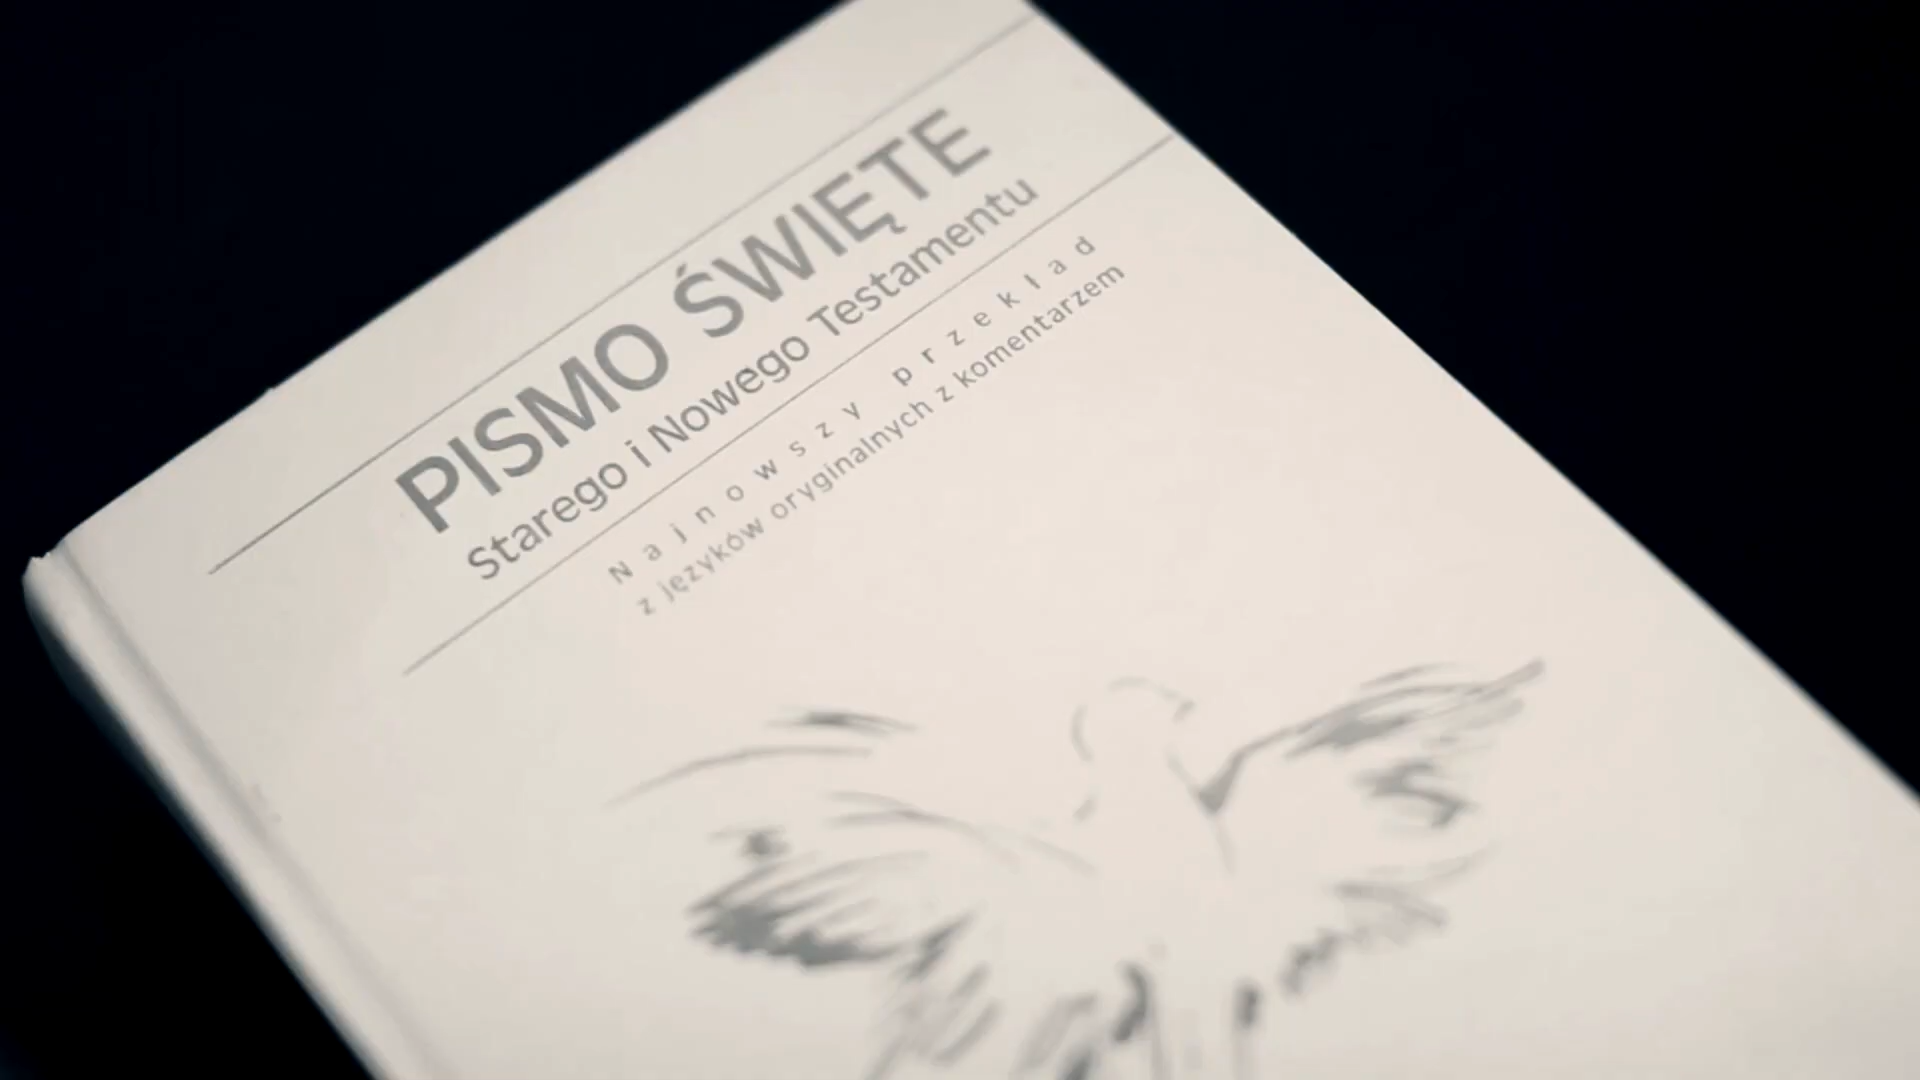 PISMO ŚWIĘTE
Starego i Nowego Testamentu
Najnowszy przekład
z języków oryginalnych z komentarzem